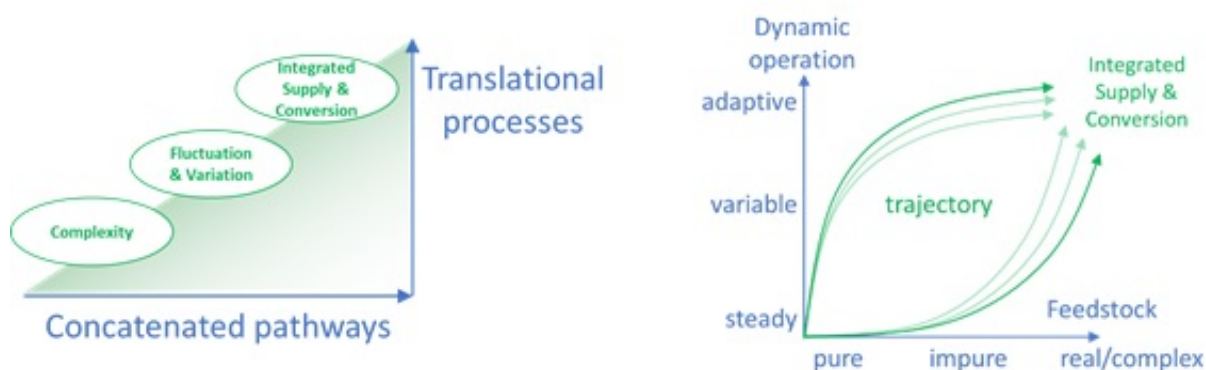 Integrated
Supply &
Conversion
Translational
processes
Fluctuation
& Variation
Complexity
Concatenated pathways
Dynamic
operation
adaptive
variable
steady
trajectory
Integrated
Supply &
Conversion
Feedstock
pure impure real/complex